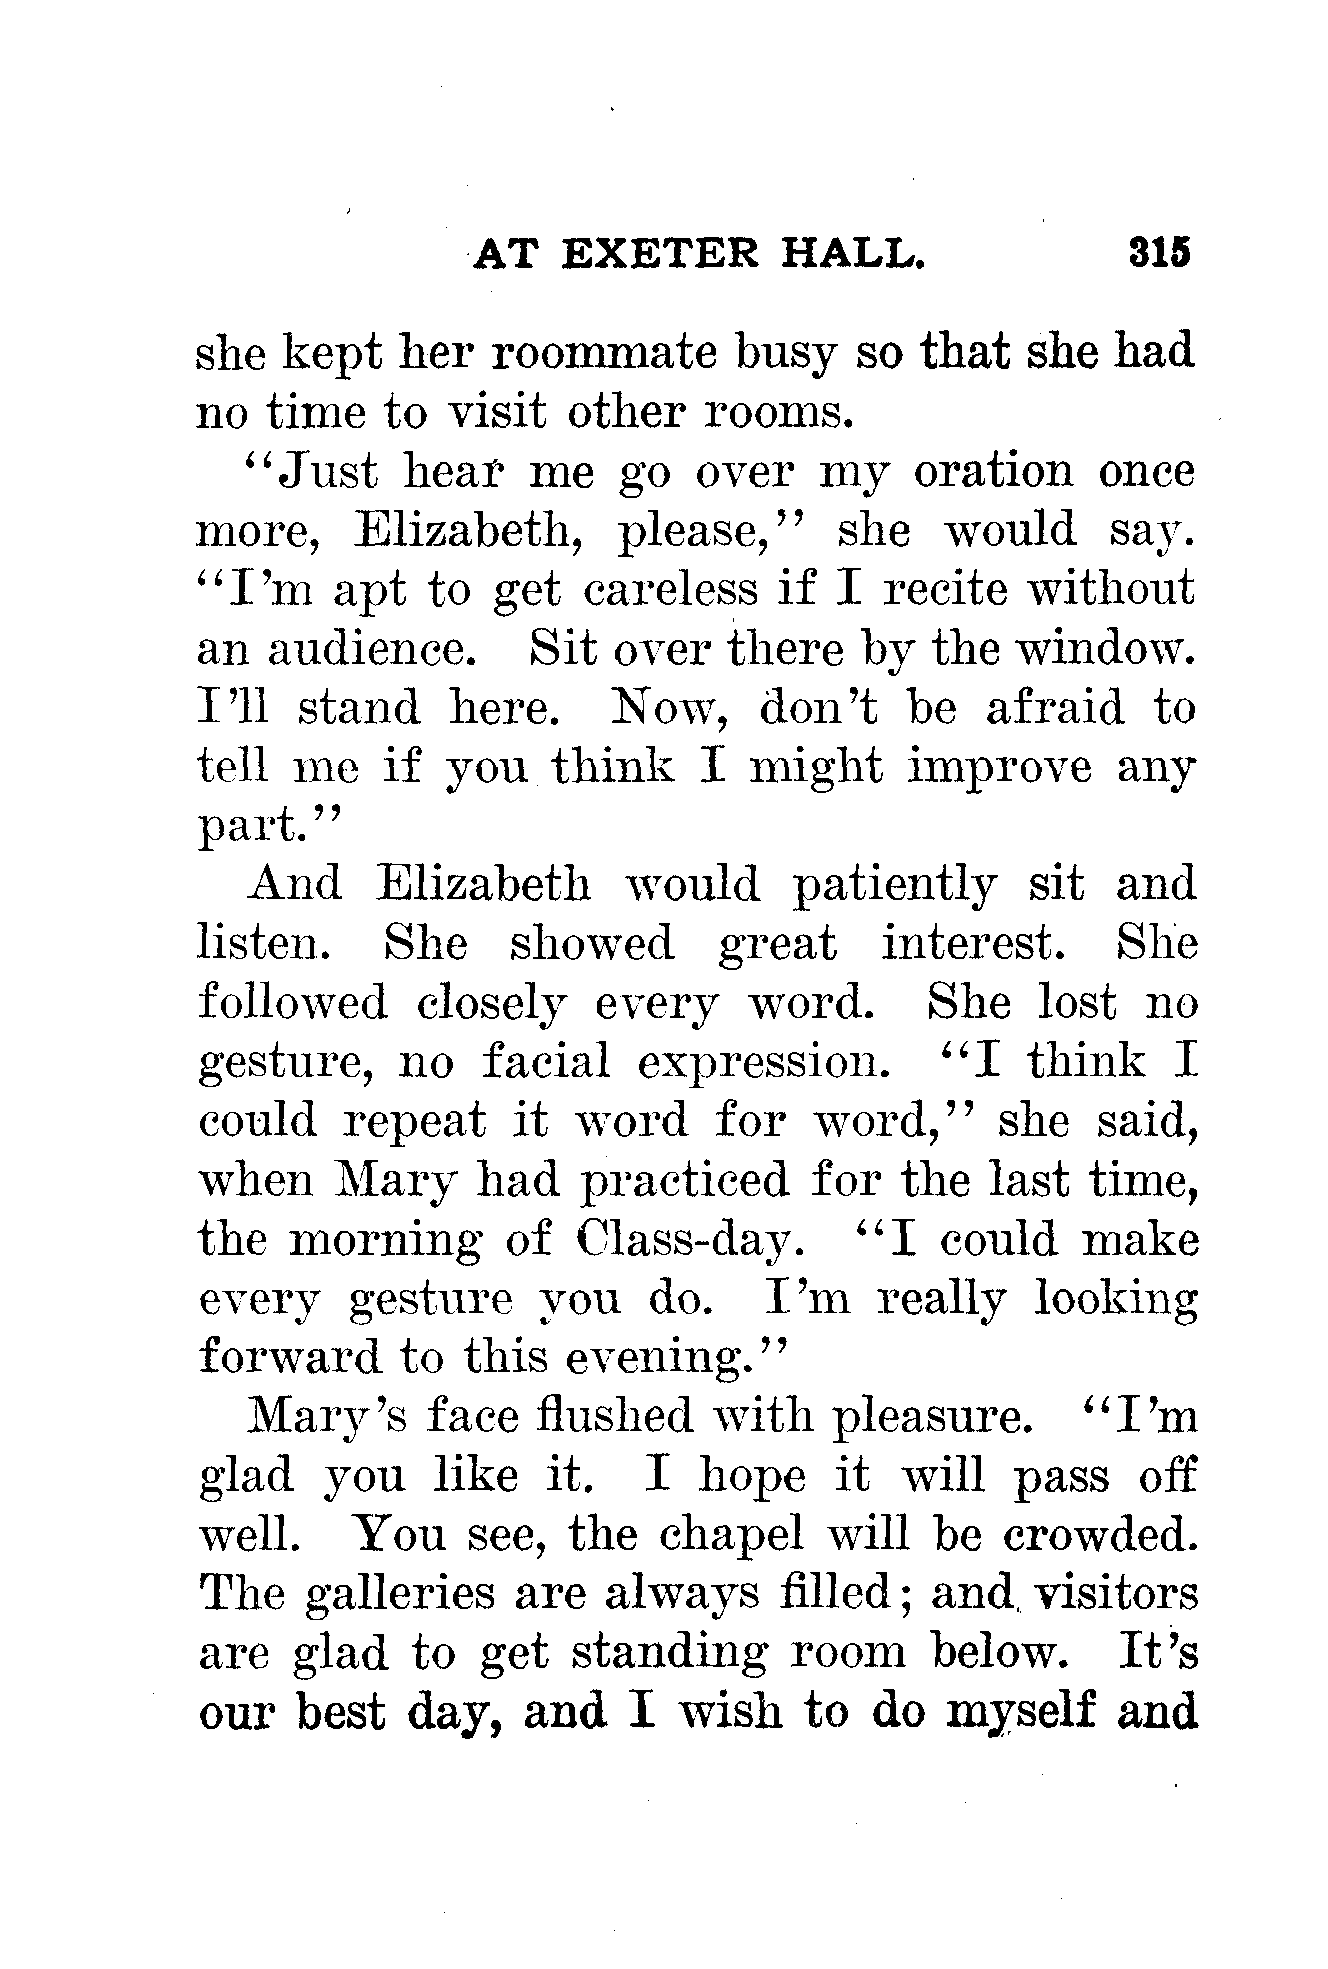 AT EXETER HALL. 315
she kept her roommate busy so that she had
no time to visit other rooms.
"Just hear me go over my oration once
more, Elizabeth, please," she would say.
"I'm apt to get careless if I recite without
an audience. Sit over there by the window.
I'll stand here. Now, don't be afraid to
tell me if you think I might improve any
part."
And Elizabeth would patiently sit and
listen. She showed great interest. She
followed closely every word. She lost no
gesture, no facial expression. "I think I
could repeat it word for word," she said,
when Mary had practiced for the last time,
the morning of Class-day. "I could make
every gesture you do. I'm really looking
forward to this evening."
Mary's face flushed with pleasure. "I'm
glad you like it. I hope it will pass off
well. You see, the chapel will be crowded.
The galleries are always filled; and visitors
are glad to get standing room below. It's
our best day, and I wish to do myself and